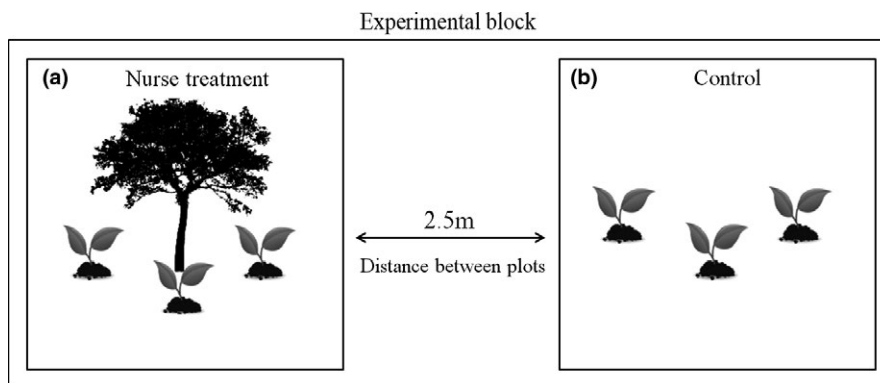 Experimental block
(a) Nurse treatment
(b) Control
2.5m
Distance between plots